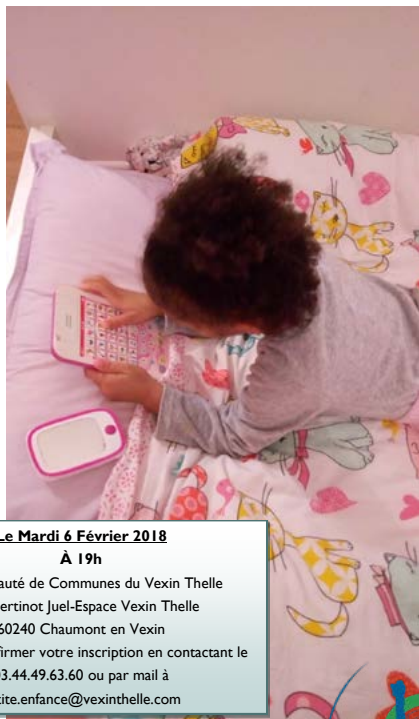 Le Mardi 6 Février 2018
À 19h
auté de Communes du Vexin Thelle
ertinot Juel-Espace Vexin Thelle
60240 Chaumont en Vexin
firmer votre inscription en contactant le
03.44.49.63.60 ou par mail à
tite.enfance@vexinthelle.com